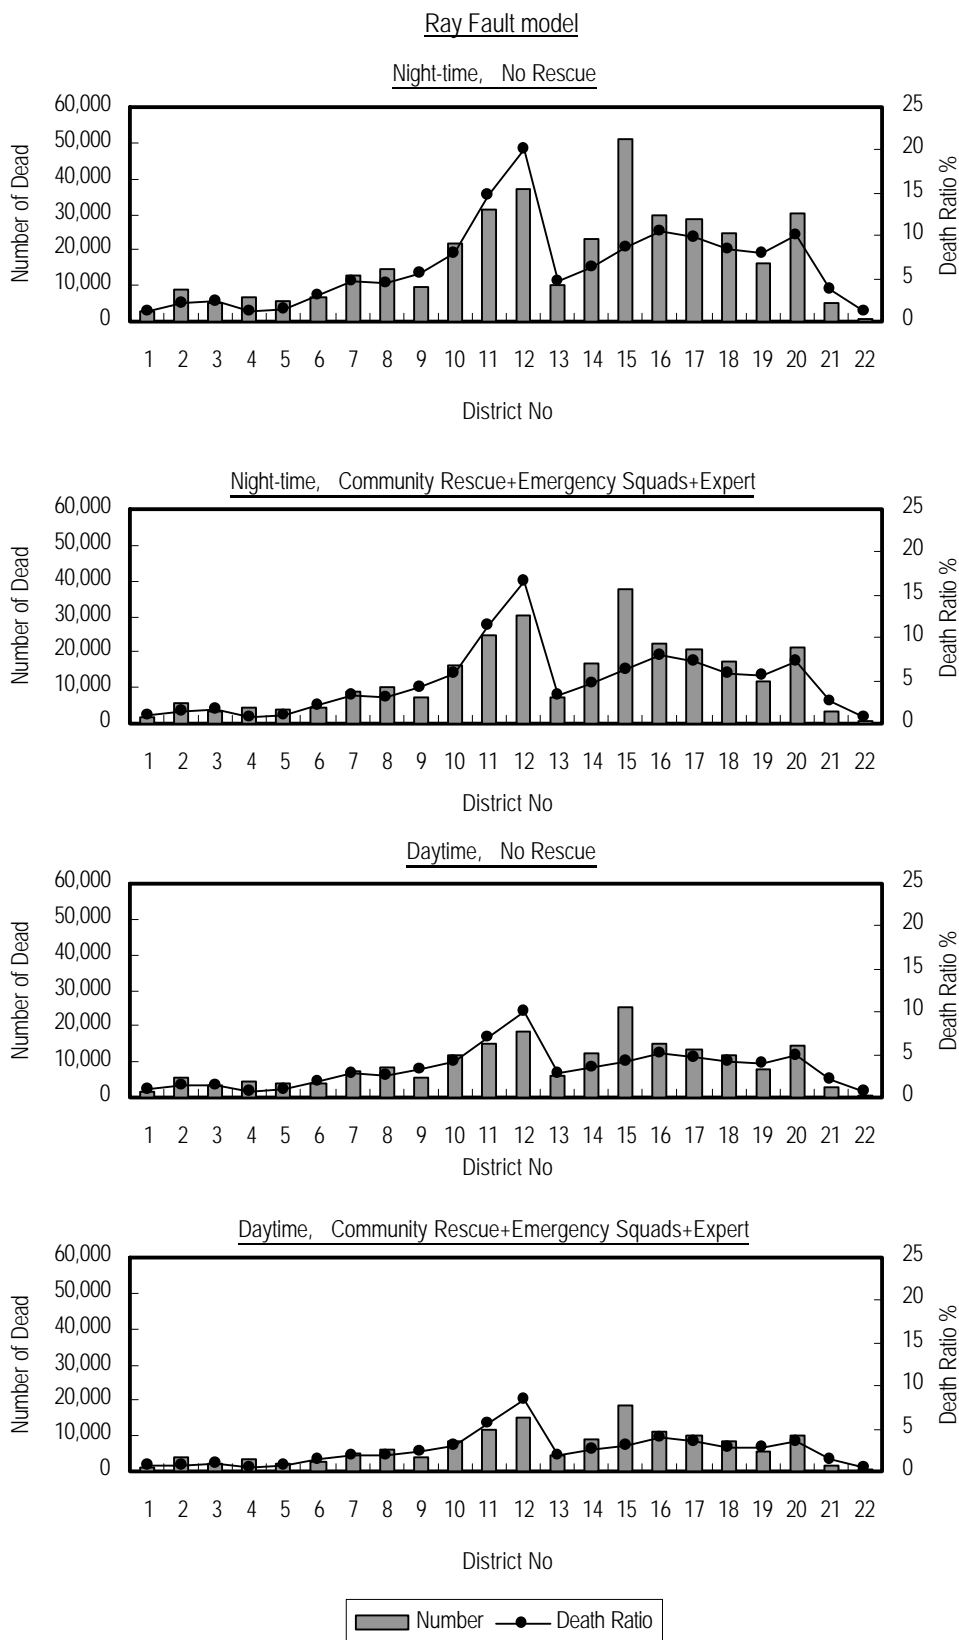 Ray Fault model
Night-time, No Rescue
60,000
50,000
40,000
30,000
20,000
10,000
0
Number of Dead
25
20
15
10
5
0
Death Ratio %
1 2 3 4 5 6 7 8 9 10 11 12 13 14 15 16 17 18 19 20 21 22
District No
Night-time, Community Rescue+Emergency Squads+Expert
60,000
50,000
40,000
30,000
20,000
10,000
0
Number of Dead
25
20
15
10
5
0
Death Ratio %
1 2 3 4 5 6 7 8 9 10 11 12 13 14 15 16 17 18 19 20 21 22
District No
Daytime, No Rescue
60,000
50,000
40,000
30,000
20,000
10,000
0
Number of Dead
25
20
15
10
5
0
Death Ratio %
1 2 3 4 5 6 7 8 9 10 11 12 13 14 15 16 17 18 19 20 21 22
District No
Daytime, Community Rescue+Emergency Squads+Expert
60,000
50,000
40,000
30,000
20,000
10,000
0
Number of Dead
25
20
15
10
5
0
Death Ratio %
1 2 3 4 5 6 7 8 9 10 11 12 13 14 15 16 17 18 19 20 21 22
District No
Number Death Ratio